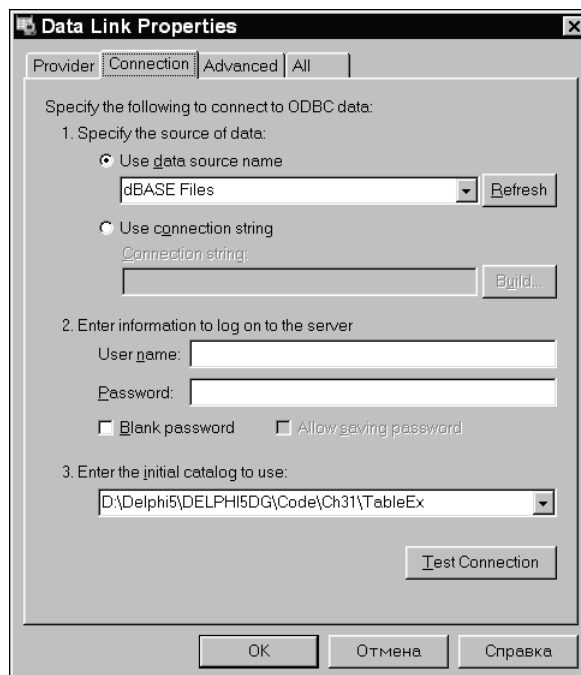 Data Link Properties
Provider Connection Advanced All
Specify the following to connect to ODBC data:
1. Specify the source of data:
Use data source name
dBASE Files Refresh
Use connection string
Connection string:
Build...
2. Enter information to log on to the server
User name:
Password:
Blank password Allow saving password
3. Enter the initial catalog to use:
D:\Delphi5\DELPHI5DG\Code\Ch31\TableEx
Test Connection
OK Отмена Справка